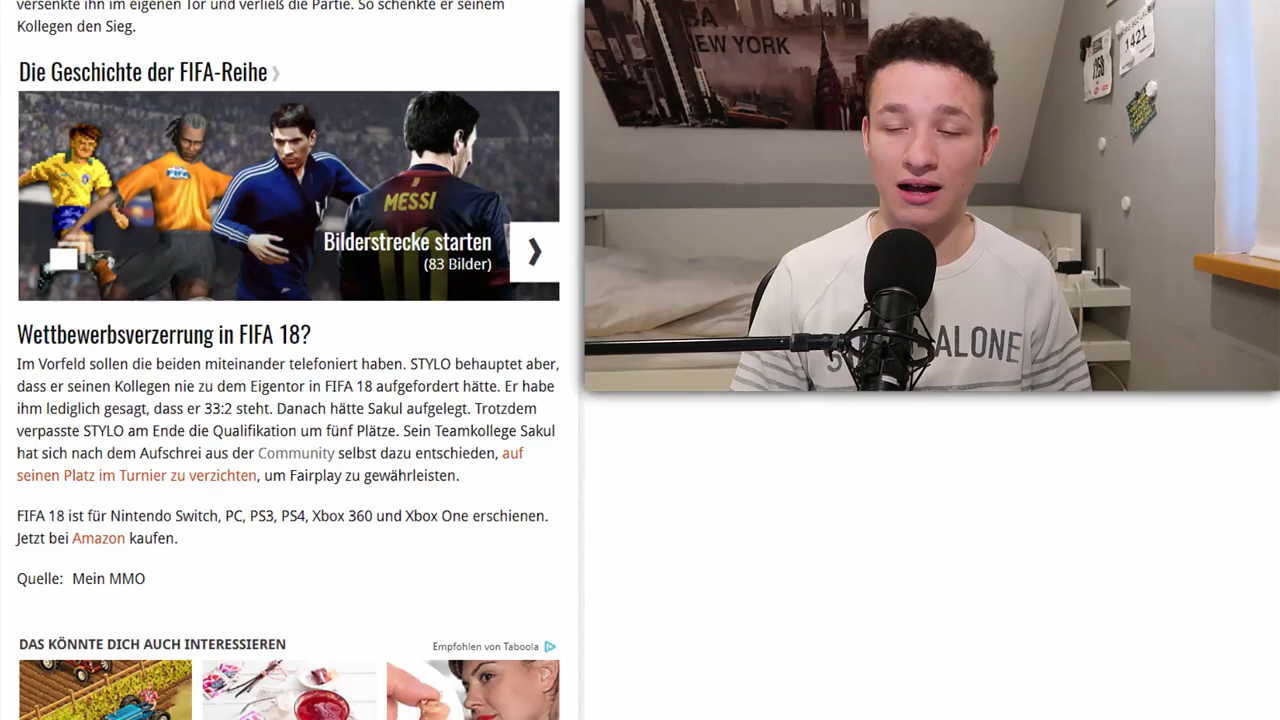 versenkte ihn im eigenen Tor und verließ die Partie. So schenkte er seinem
Kollegen den Sieg.
Die Geschichte der FIFA-Reihe
FIFA
MESSI
10
Bilderstrecke starten
(83 Bilder)
Wettbewerbsverzerrung in FIFA 18?
Im Vorfeld sollen die beiden miteinander telefoniert haben. STYLO behauptet aber,
dass er seinen Kollegen nie zu dem Eigentor in FIFA 18 aufgefordert hätte. Er habe
ihm lediglich gesagt, dass er 33:2 steht. Danach hätte Sakul aufgelegt. Trotzdem
verpasste STYLO am Ende die Qualifikation um fünf Plätze. Sein Teamkollege Sakul
hat sich nach dem Aufschrei aus der Community selbst dazu entschieden, auf
seinen Platz im Turnier zu verzichten, um Fairplay zu gewährleisten.
FIFA 18 ist für Nintendo Switch, PC, PS3, PS4, Xbox 360 und Xbox One erschienen.
Jetzt bei Amazon kaufen.
Quelle: Mein MMO
DAS KÖNNTE DICH AUCH INTERESSIEREN
Empfohlen von Taboola
NEW YORK
1421
ALONE